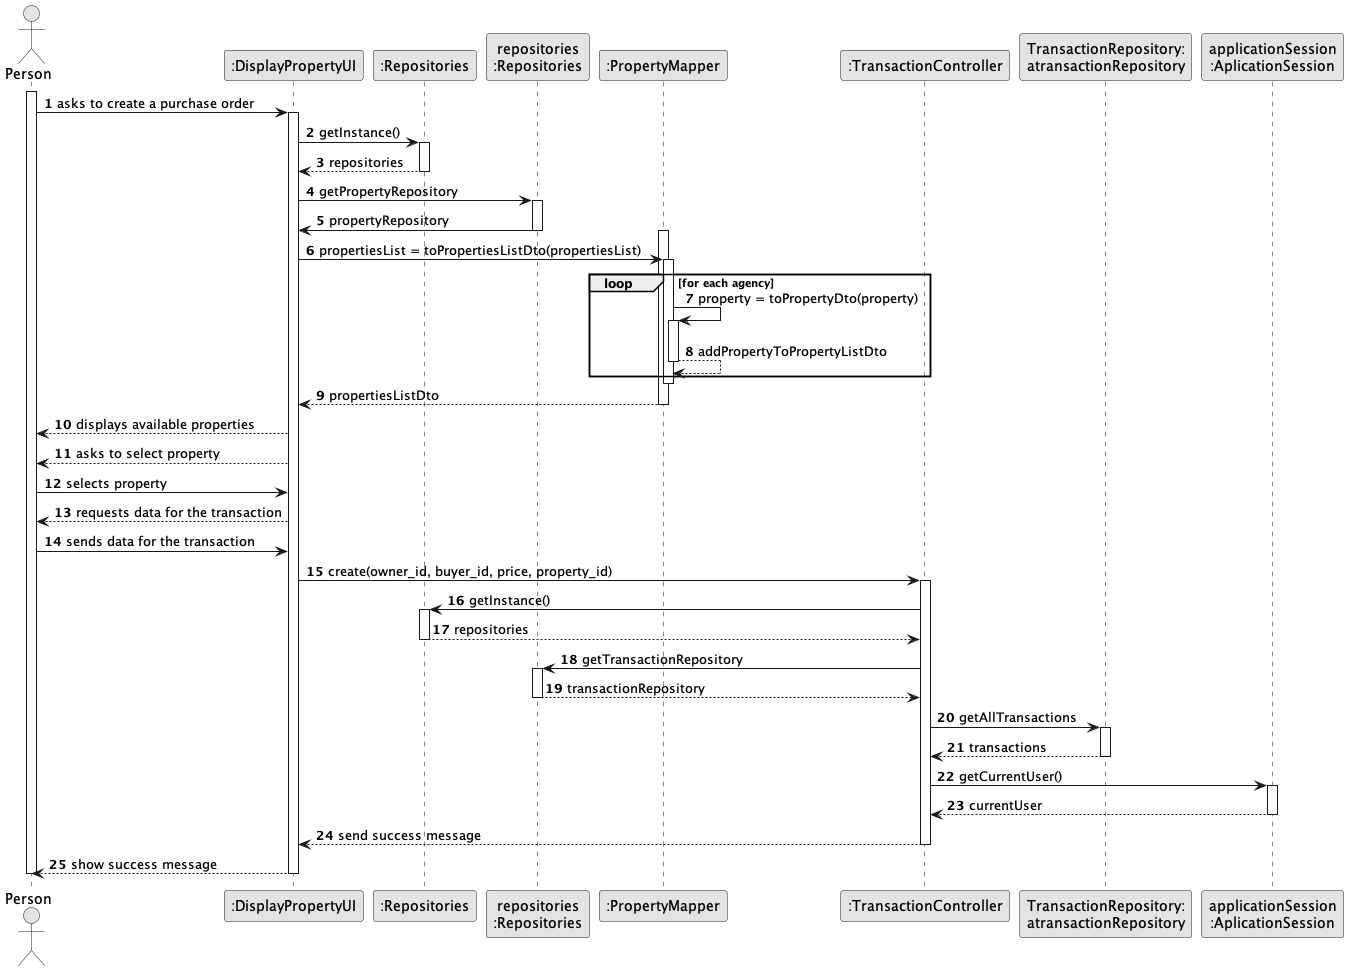 Person
:DisplayPropertyUI
:Repositories
repositories
:Repositories
:PropertyMapper
:TransactionController
TransactionRepository:
atransactionRepository
applicationSession
:AplicationSession
1 asks to create a purchase order
2 getInstance()
3 repositories
4 getPropertyRepository
5 propertyRepository
6 propertiesList = toPropertiesListDto(propertiesList)
loop
[for each agency]
7 property = toPropertyDto(property)
8 addPropertyToPropertyListDto
9 propertiesListDto
10 displays available properties
11 asks to select property
12 selects property
13 requests data for the transaction
14 sends data for the transaction
15 create(owner_id, buyer_id, price, property_id)
16 getInstance()
17 repositories
18 getTransactionRepository
19 transactionRepository
20 getAllTransactions
21 transactions
22 getCurrentUser()
23 currentUser
24 send success message
25 show success message
Person
:DisplayPropertyUI
:Repositories
repositories
:Repositories
:PropertyMapper
:TransactionController
TransactionRepository:
atransactionRepository
applicationSession
:AplicationSession